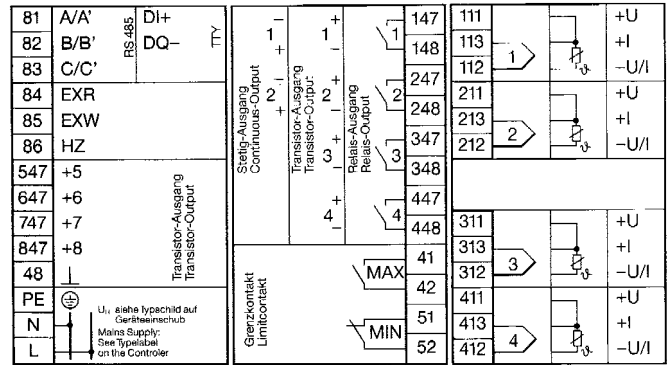 81 A/A' RS 485 DI+ TTY
82 B/B' DQ–
83 C/C'
84 EXR
85 EXW
86 HZ
547 +5 Transistor-Ausgang
647 +6 Transistor-Output
747 +7
847 +8
48 ⊥
PE
N
L
siehe Typschild auf
Geräteeinschub
Mains Supply:
See Typelabel
on the Controler
Stetig-Ausgang
Continuous-Output
– 1 +
– 2 +
Transistor-Ausgang
Transistor-Output
+ 1 –
+ 2 –
+ 3 –
+ 4 –
Relais-Ausgang
Relais-Output
1 147
148
2 247
248
3 347
348
4 447
448
Grenzkontakt
Limitcontakt
MAX 41
42
MIN 51
52
111 +U
113 1 +I
112 ϑ –U/I
211 +U
213 2 +I
212 ϑ –U/I
311 +U
313 3 +I
312 ϑ –U/I
411 +U
413 4 +I
412 ϑ –U/I